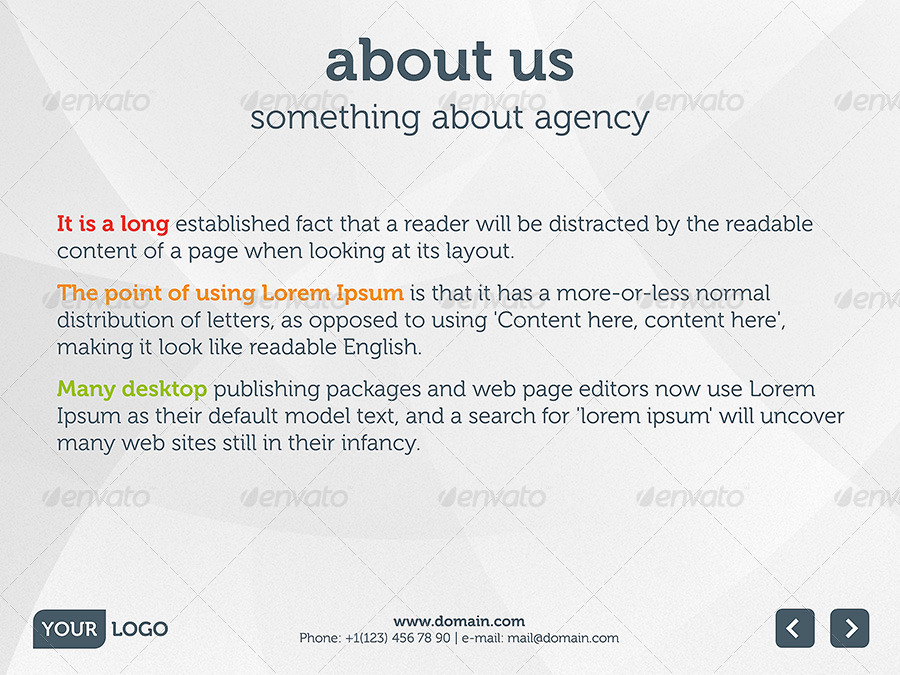 about us
something about agency
It is a long established fact that a reader will be distracted by the readable
content of a page when looking at its layout.
The point of using Lorem Ipsum is that it has a more-or-less normal
distribution of letters, as opposed to using 'Content here, content here',
making it look like readable English.
Many desktop publishing packages and web page editors now use Lorem
Ipsum as their default model text, and a search for 'lorem ipsum' will uncover
many web sites still in their infancy.
YOUR LOGO
www.domain.com
Phone: +1(123) 456 78 90 | e-mail: mail@domain.com
envato envato envato envato envato
envato envato envato envato envato
envato envato envato envato envato